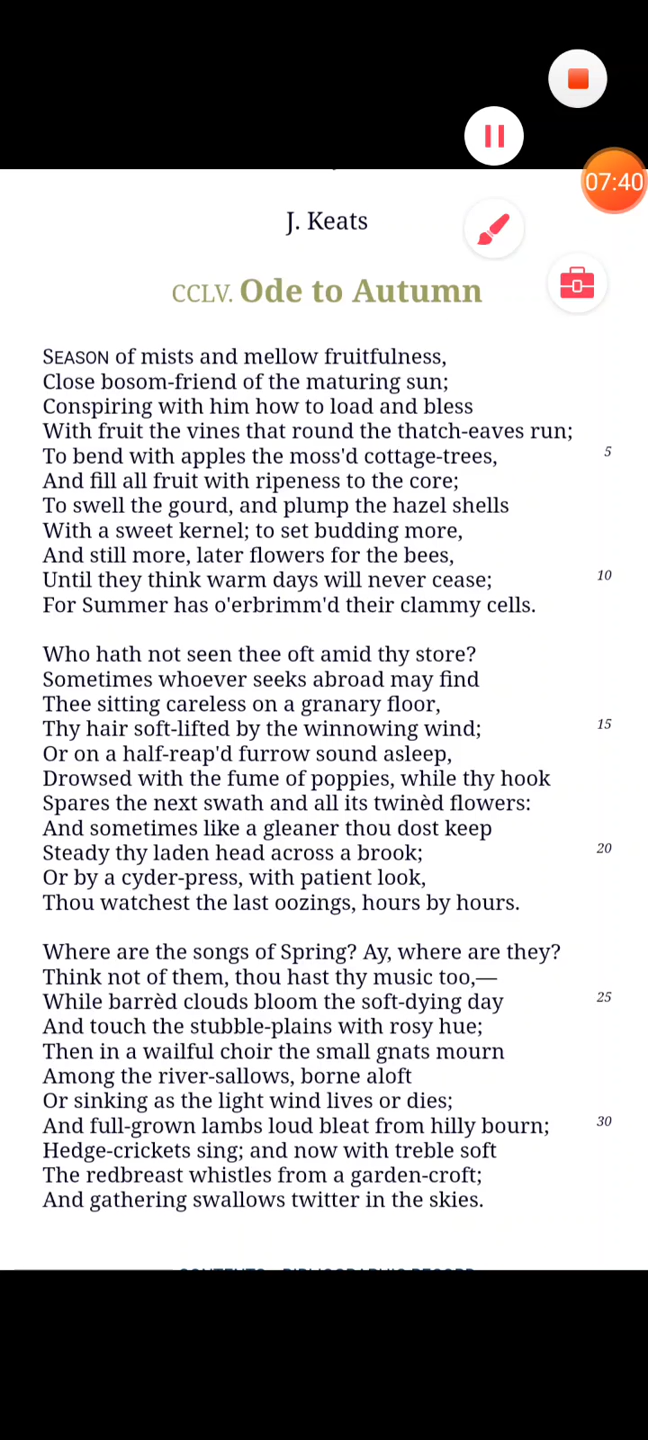 07:40
J. Keats
CCLV. Ode to Autumn
SEASON of mists and mellow fruitfulness,
Close bosom-friend of the maturing sun;
Conspiring with him how to load and bless
With fruit the vines that round the thatch-eaves run;
To bend with apples the moss'd cottage-trees, 5
And fill all fruit with ripeness to the core;
To swell the gourd, and plump the hazel shells
With a sweet kernel; to set budding more,
And still more, later flowers for the bees,
Until they think warm days will never cease; 10
For Summer has o'erbrimm'd their clammy cells.
Who hath not seen thee oft amid thy store?
Sometimes whoever seeks abroad may find
Thee sitting careless on a granary floor,
Thy hair soft-lifted by the winnowing wind; 15
Or on a half-reap'd furrow sound asleep,
Drowsed with the fume of poppies, while thy hook
Spares the next swath and all its twinèd flowers:
And sometimes like a gleaner thou dost keep
Steady thy laden head across a brook; 20
Or by a cyder-press, with patient look,
Thou watchest the last oozings, hours by hours.
Where are the songs of Spring? Ay, where are they?
Think not of them, thou hast thy music too,—
While barrèd clouds bloom the soft-dying day 25
And touch the stubble-plains with rosy hue;
Then in a wailful choir the small gnats mourn
Among the river-sallows, borne aloft
Or sinking as the light wind lives or dies;
And full-grown lambs loud bleat from hilly bourn; 30
Hedge-crickets sing; and now with treble soft
The redbreast whistles from a garden-croft;
And gathering swallows twitter in the skies.